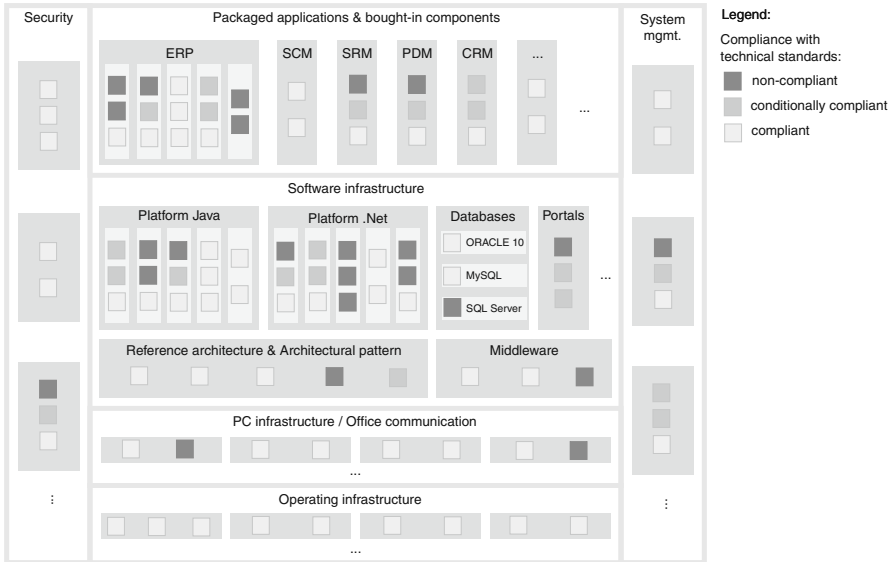 Security
Packaged applications & bought-in components
System
mgmt.
Legend:
Compliance with
technical standards:
non-compliant
conditionally compliant
compliant
ERP
SCM
SRM
PDM
CRM
...
...
Software infrastructure
Platform Java
Platform .Net
Databases
Portals
ORACLE 10
MySQL
SQL Server
...
Reference architecture & Architectural pattern
Middleware
PC infrastructure / Office communication
...
Operating infrastructure
...
...
...